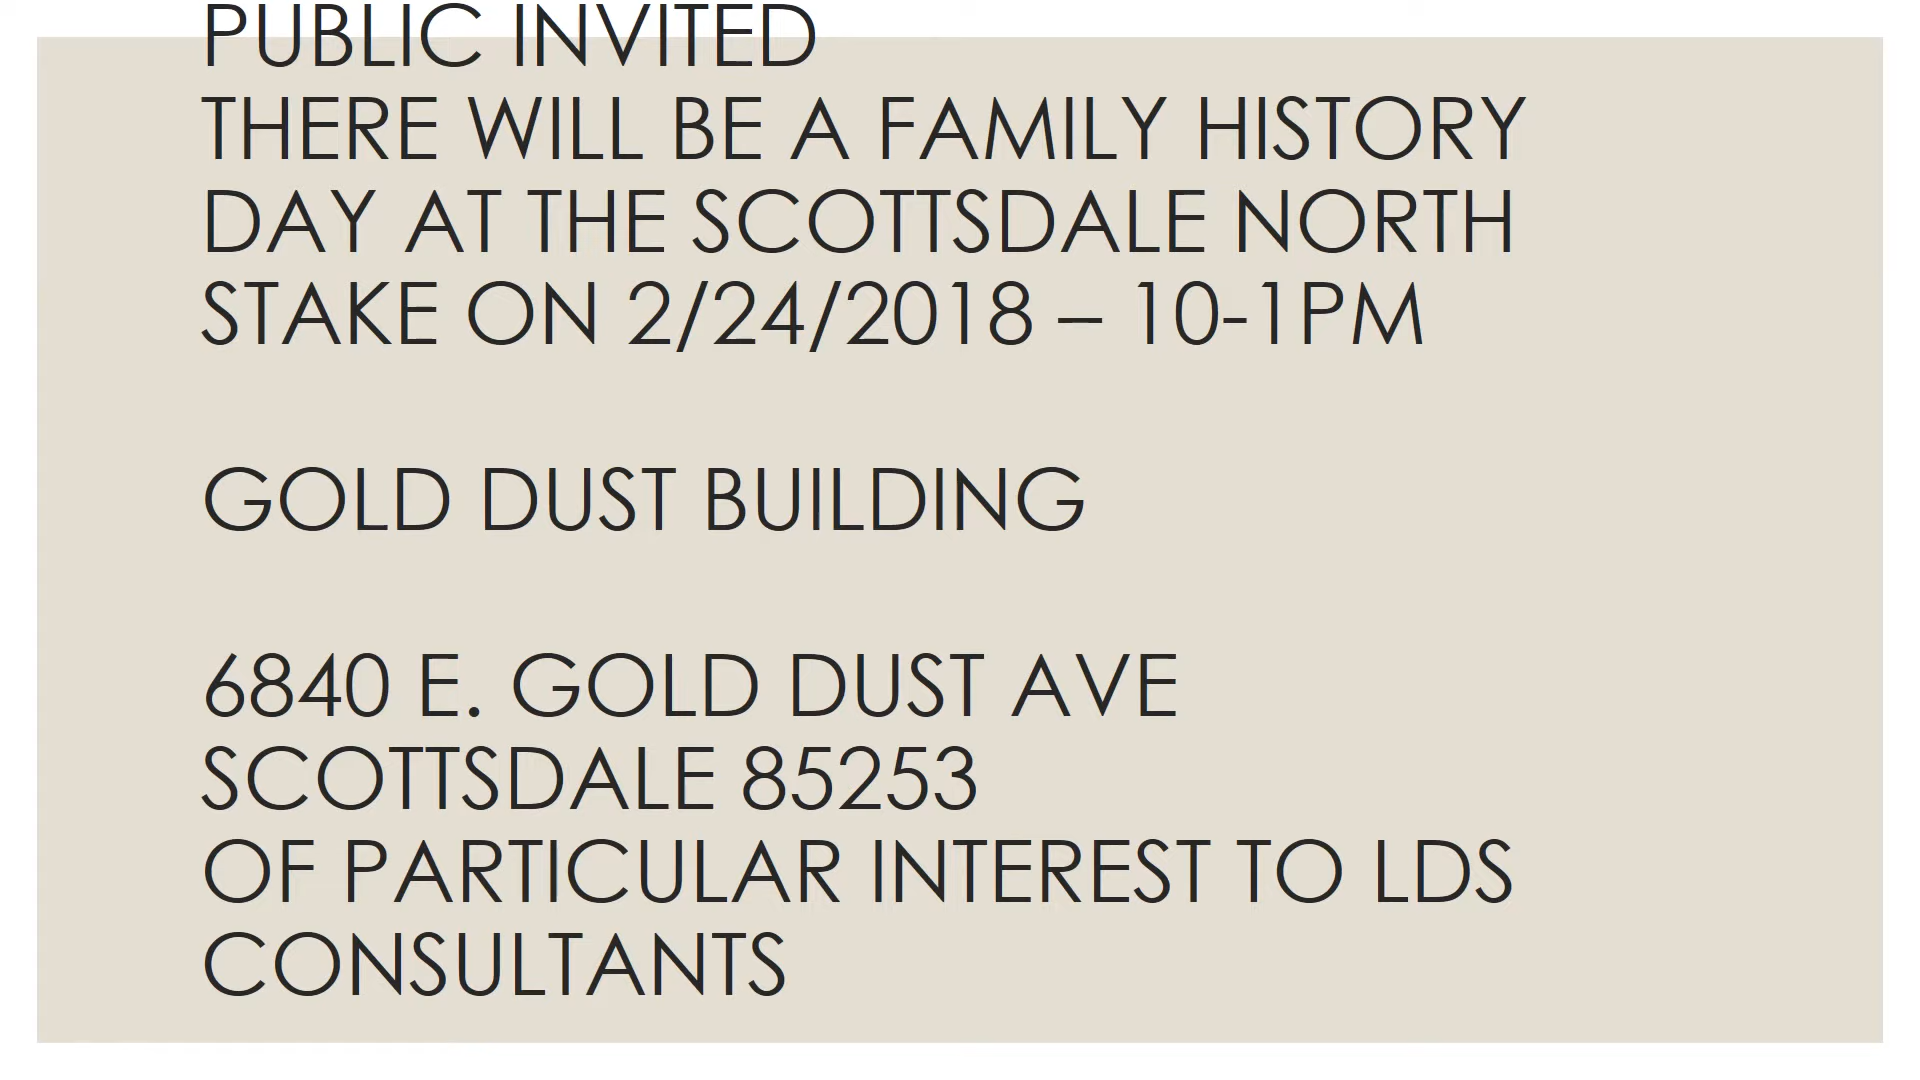 PUBLIC INVITED
THERE WILL BE A FAMILY HISTORY
DAY AT THE SCOTTSDALE NORTH
STAKE ON 2/24/2018 – 10-1PM
GOLD DUST BUILDING
6840 E. GOLD DUST AVE
SCOTTSDALE 85253
OF PARTICULAR INTEREST TO LDS
CONSULTANTS